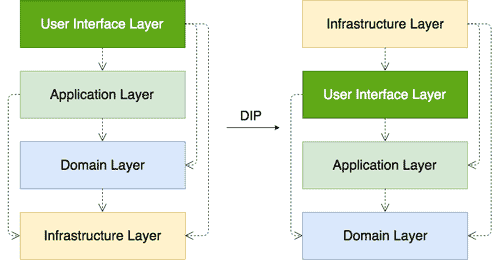 User Interface Layer
Application Layer
Domain Layer
Infrastructure Layer
DIP
Infrastructure Layer
User Interface Layer
Application Layer
Domain Layer